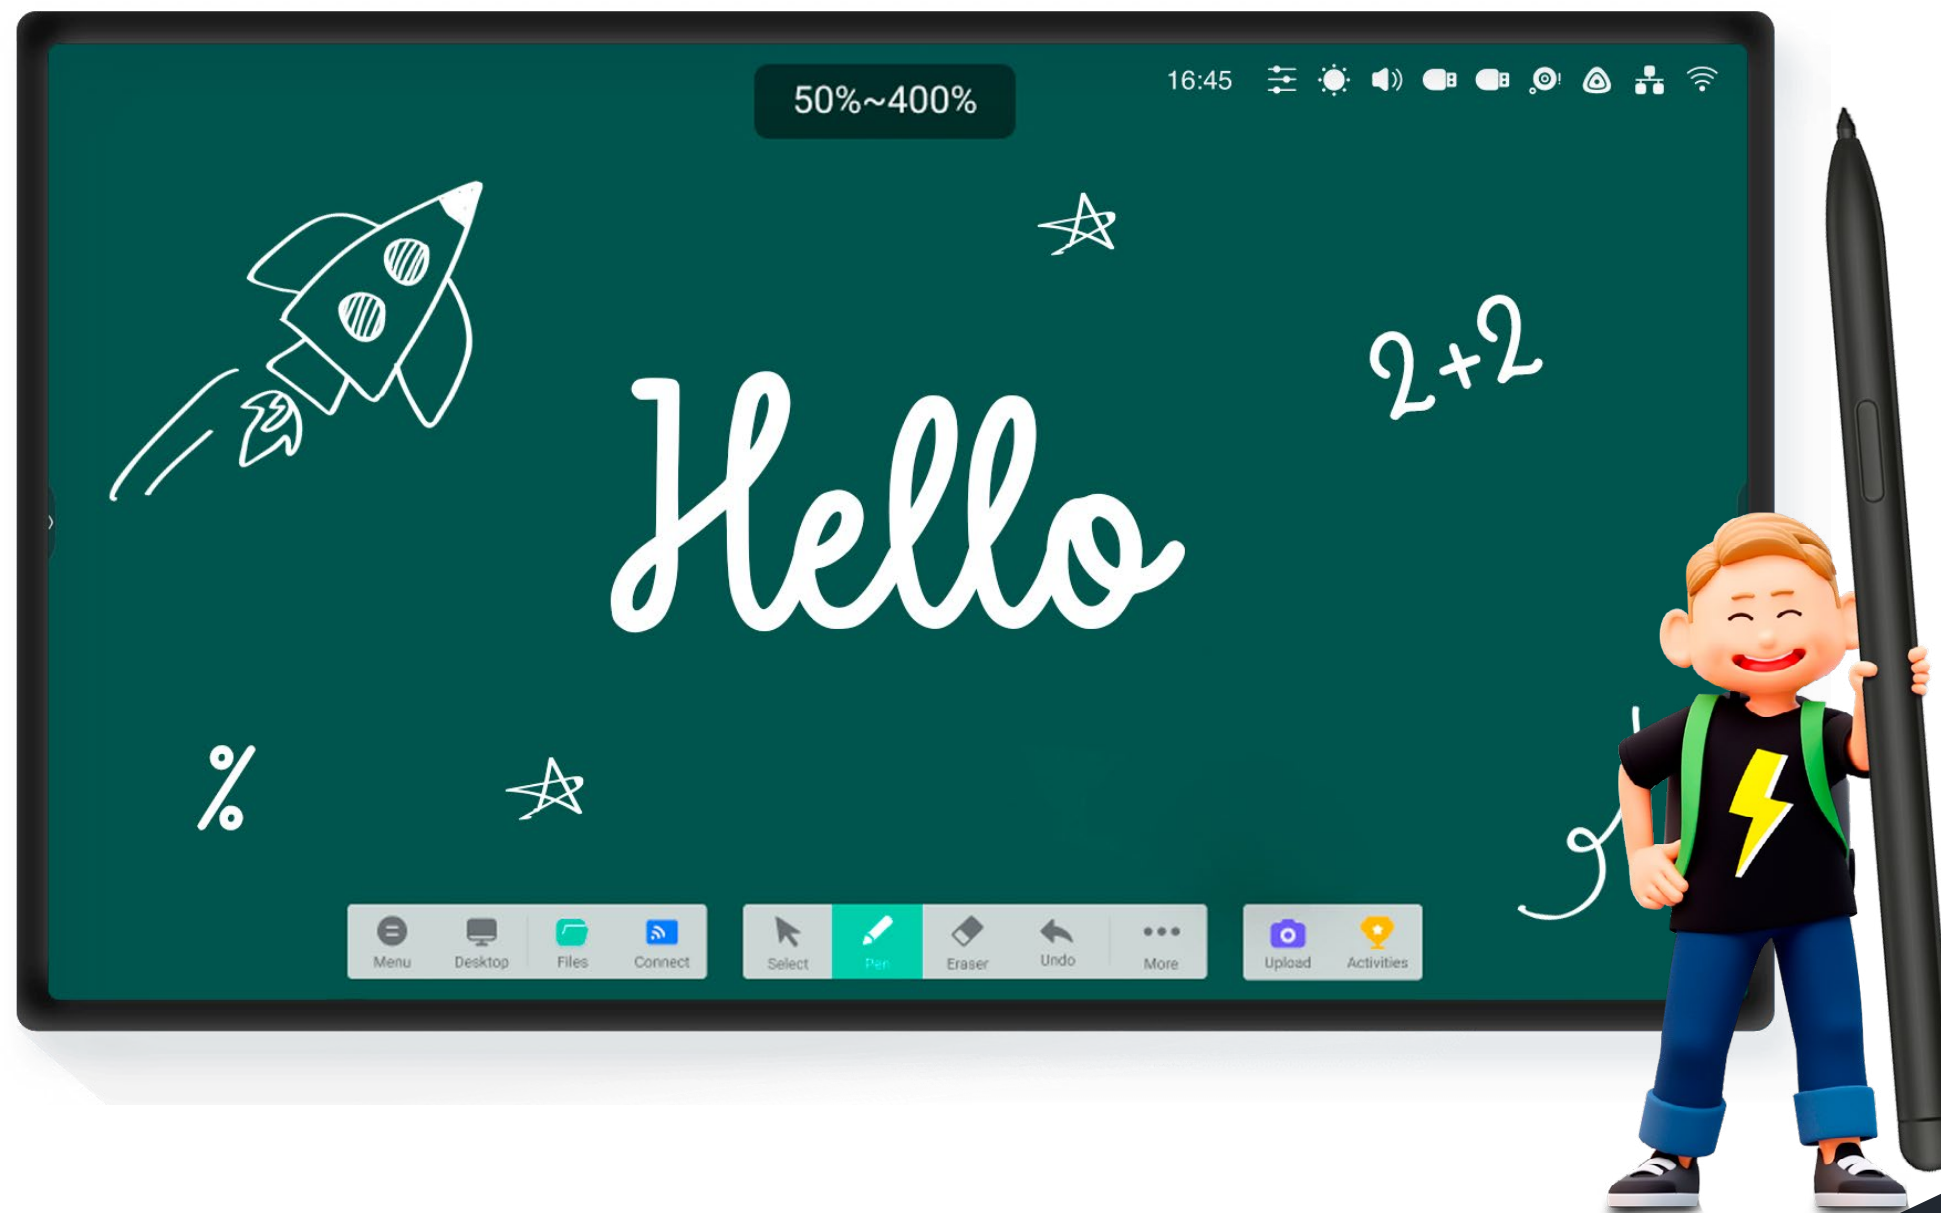 50%~400%
16:45
2+2
Hello
%
Menu
Desktop
Files
Connect
Select
Pen
Eraser
Undo
More
Upload
Activities